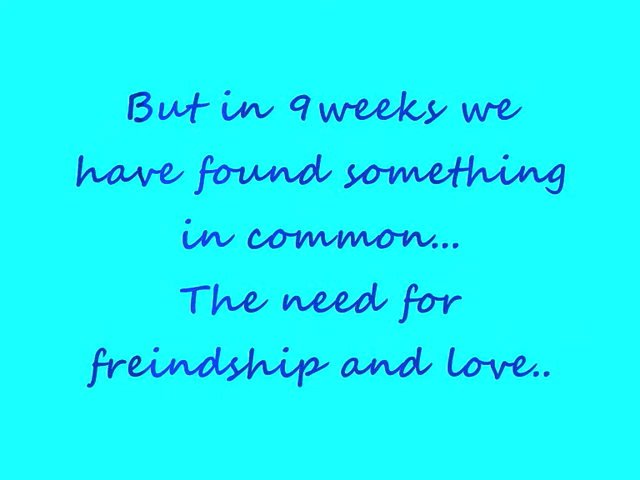 But in 9weeks we
have found something
in common...
The need for
freindship and love..